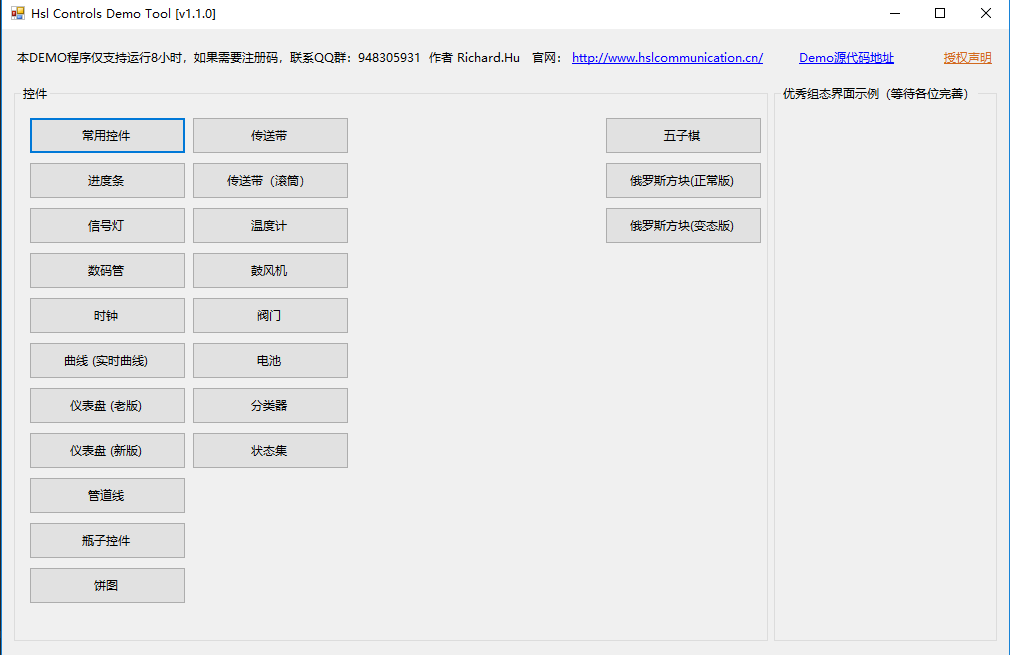 Hsl Controls Demo Tool [v1.1.0]
本DEMO程序仅支持运行8小时，如果需要注册码，联系QQ群：948305931 作者 Richard.Hu 官网： http://www.hslcommunication.cn/ Demo源代码地址 授权声明
控件
优秀组态界面示例（等待各位完善）
常用控件
传送带
五子棋
进度条
传送带（滚筒）
俄罗斯方块(正常版)
信号灯
温度计
俄罗斯方块(变态版)
数码管
鼓风机
时钟
阀门
曲线 (实时曲线)
电池
仪表盘 (老版)
分类器
仪表盘 (新版)
状态集
管道线
瓶子控件
饼图